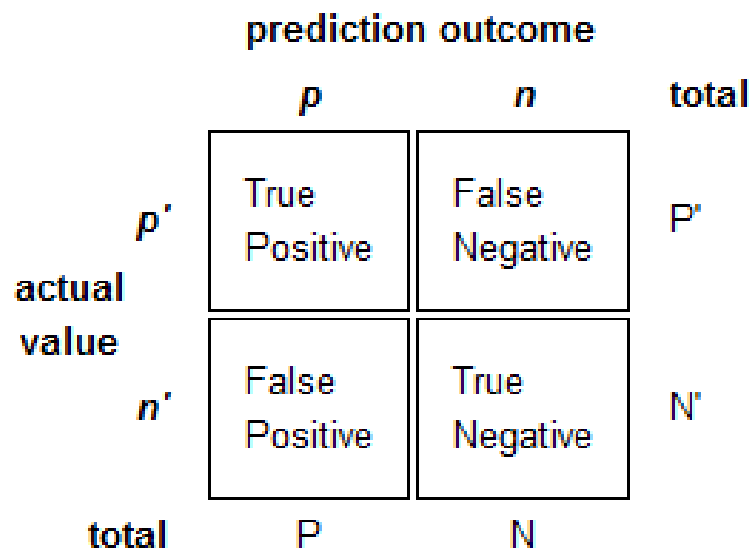 prediction outcome
p n total
p' True Positive False Negative P'
actual value
n' False Positive True Negative N'
total P N